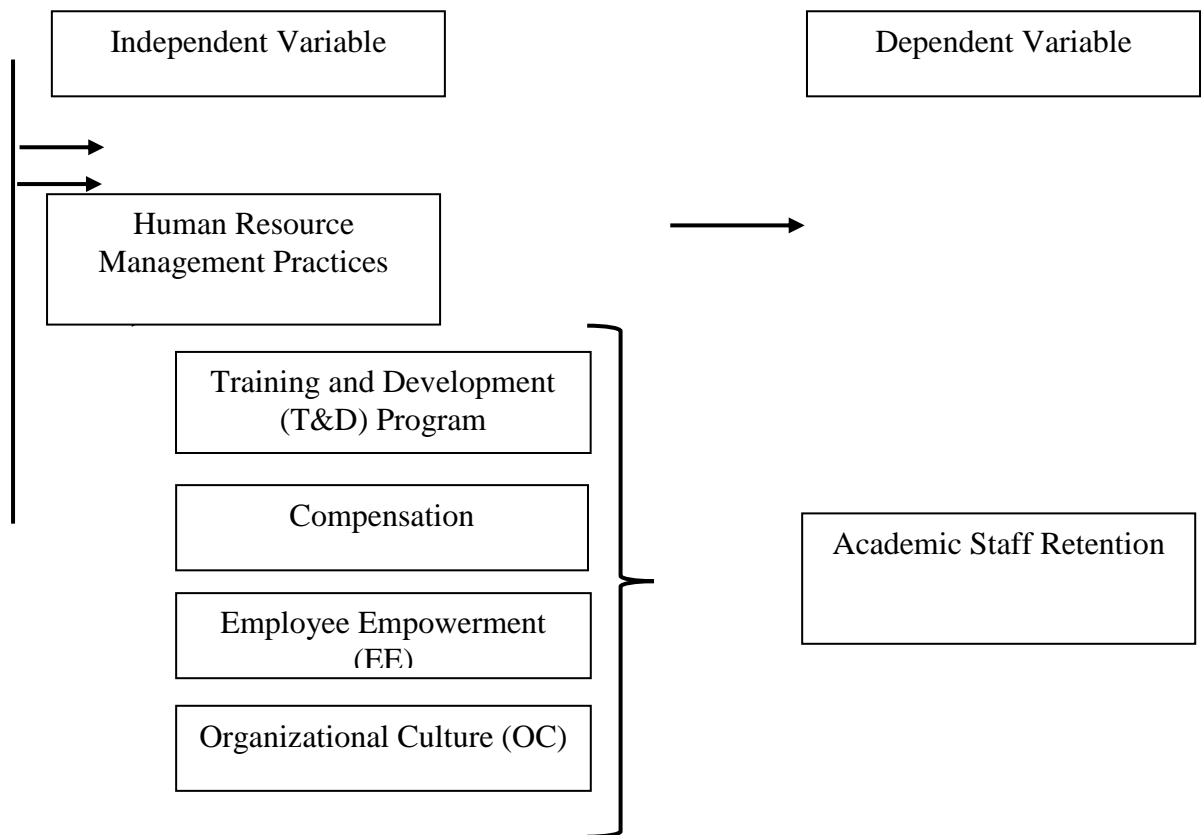 Independent Variable
Dependent Variable
Human Resource
Management Practices
Training and Development
(T&D) Program
Compensation
Academic Staff Retention
Employee Empowerment
(EE)
Organizational Culture (OC)